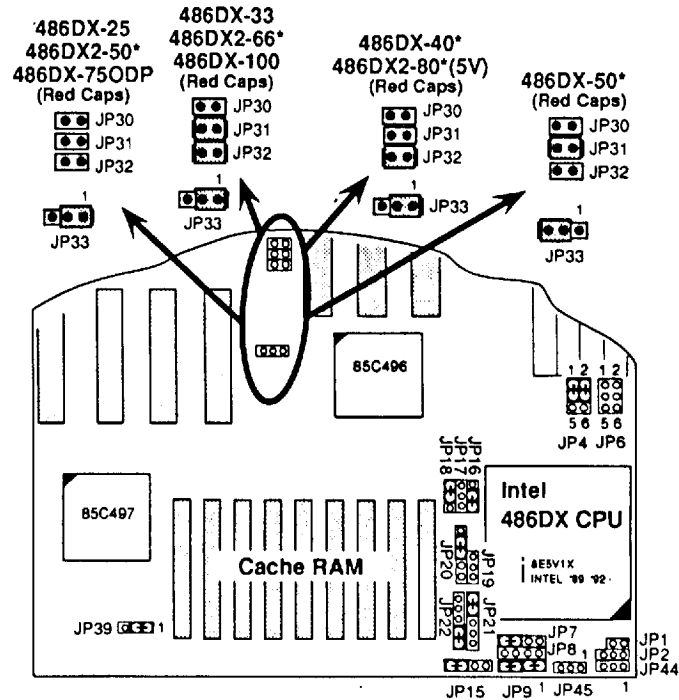 486DX-25
486DX2-50*
486DX-75ODP
(Red Caps)
JP30
JP31
JP32
1
JP33
486DX-33
486DX2-66*
486DX-100
(Red Caps)
JP30
JP31
JP32
1
JP33
486DX-40*
486DX2-80*(5V)
(Red Caps)
JP30
JP31
JP32
1
JP33
486DX-50*
(Red Caps)
JP30
JP31
JP32
1
JP33
85C496
1 2 1 2
5 6 5 6
JP4 JP6
JP18
JP17
JP16
85C497
Cache RAM
Intel
486DX CPU
i 8E5V1X
INTEL '89 '92
JP20
JP19
JP22
JP21
JP39 1
JP7
JP8 1
JP1
JP2
JP44
JP15 JP9 1 JP45 1